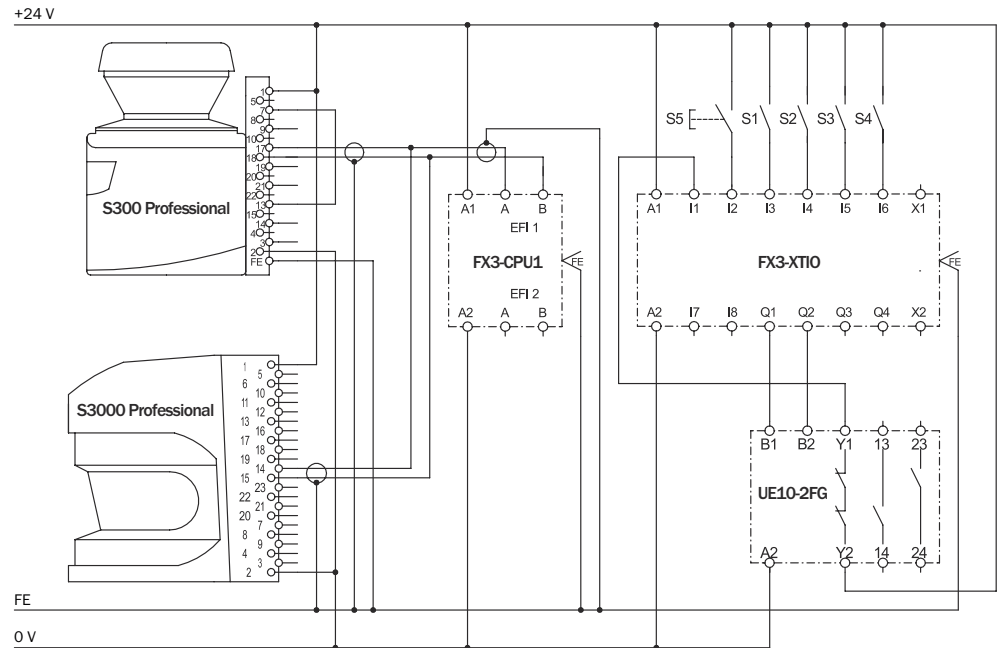 +24 V
1
5
7
8
9
10
17
18
19
20
21
22
13
15
14
4
3
2
FE
S300 Professional
S5
S1
S2
S3
S4
A1 A B
EFI 1
FX3-CPU1
FE
EFI 2
A2 A B
A1 I1 I2 I3 I4 I5 I6 X1
FX3-XTIO
FE
A2 I7 I8 Q1 Q2 Q3 Q4 X2
S3000 Professional
1
5
6
10
11
12
13
16
17
18
19
14
15
23
22
21
20
7
8
9
4
3
2
B1 B2 Y1 13 23
UE10-2FG
A2 Y2 14 24
FE
0 V